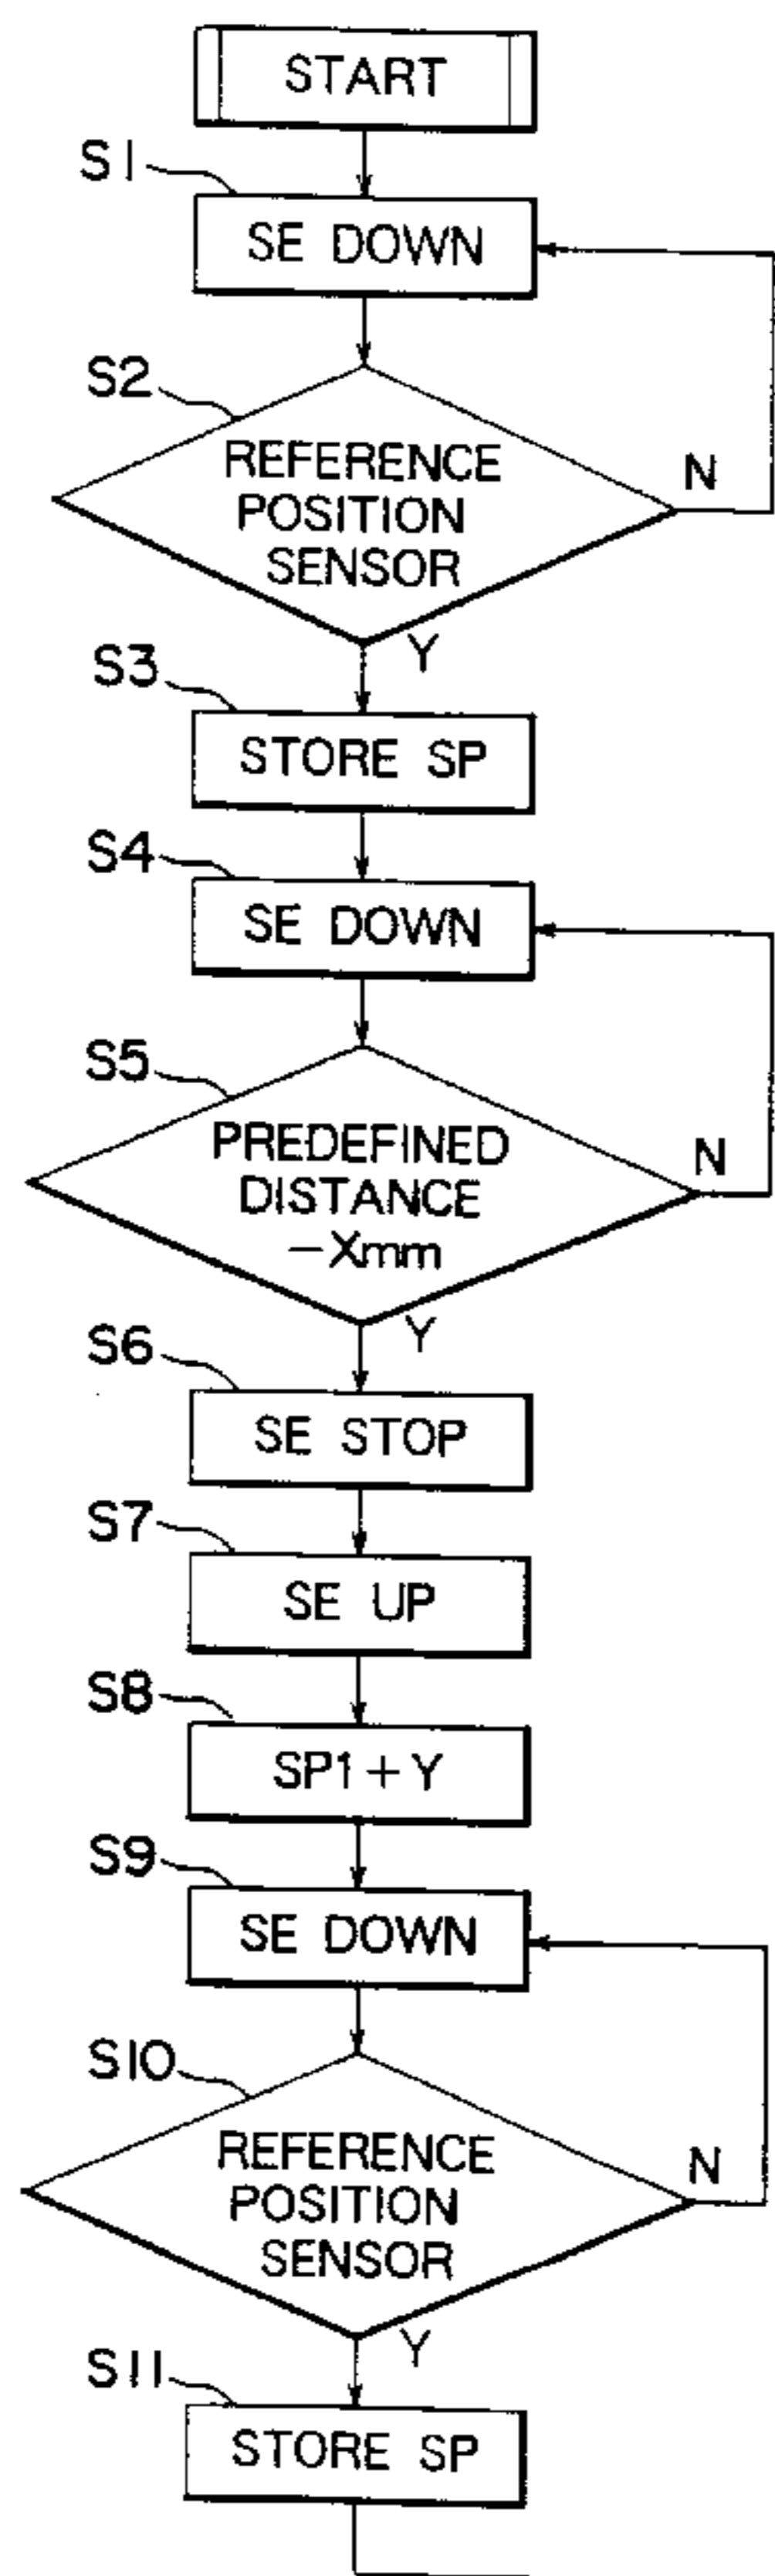 START
S1
SE DOWN
S2
REFERENCE
POSITION
SENSOR
N
Y
S3
STORE SP
S4
SE DOWN
S5
PREDEFINED
DISTANCE
-Xmm
N
Y
S6
SE STOP
S7
SE UP
S8
SP1+Y
S9
SE DOWN
S10
REFERENCE
POSITION
SENSOR
N
Y
S11
STORE SP